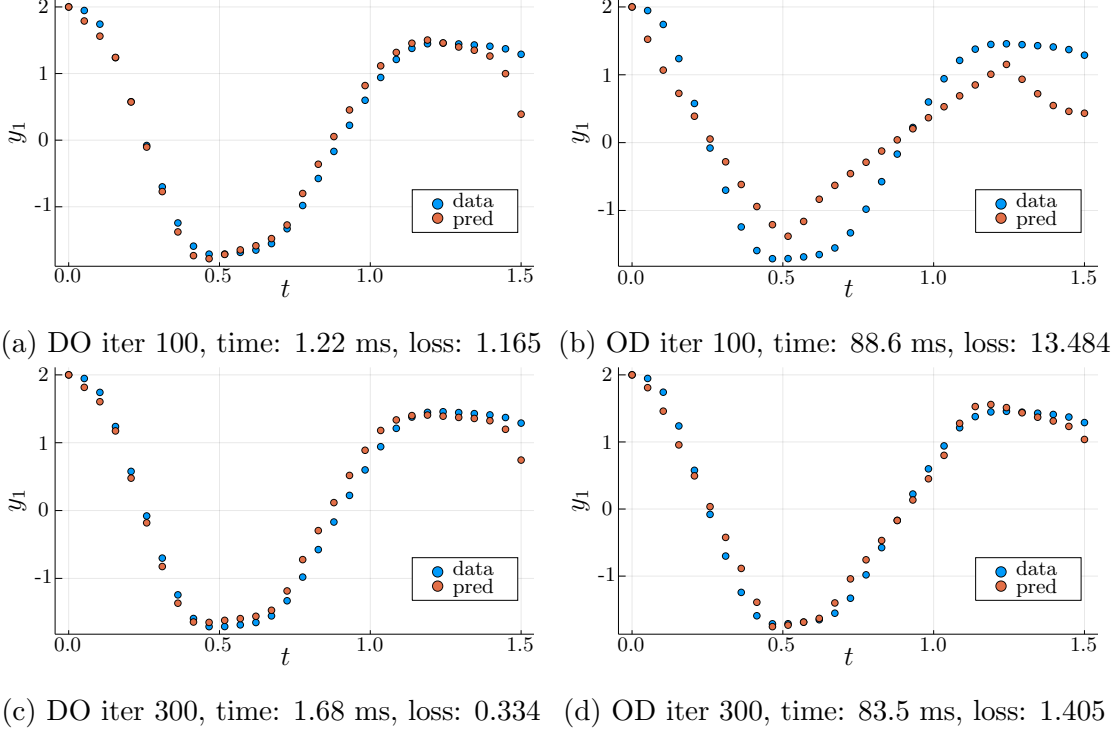 2
1
0
-1
y1
0.0 0.5 1.0 1.5
t
data
pred
2
1
0
-1
y1
0.0 0.5 1.0 1.5
t
data
pred
(a) DO iter 100, time: 1.22 ms, loss: 1.165
(b) OD iter 100, time: 88.6 ms, loss: 13.484
2
1
0
-1
y1
0.0 0.5 1.0 1.5
t
data
pred
2
1
0
-1
y1
0.0 0.5 1.0 1.5
t
data
pred
(c) DO iter 300, time: 1.68 ms, loss: 0.334
(d) OD iter 300, time: 83.5 ms, loss: 1.405